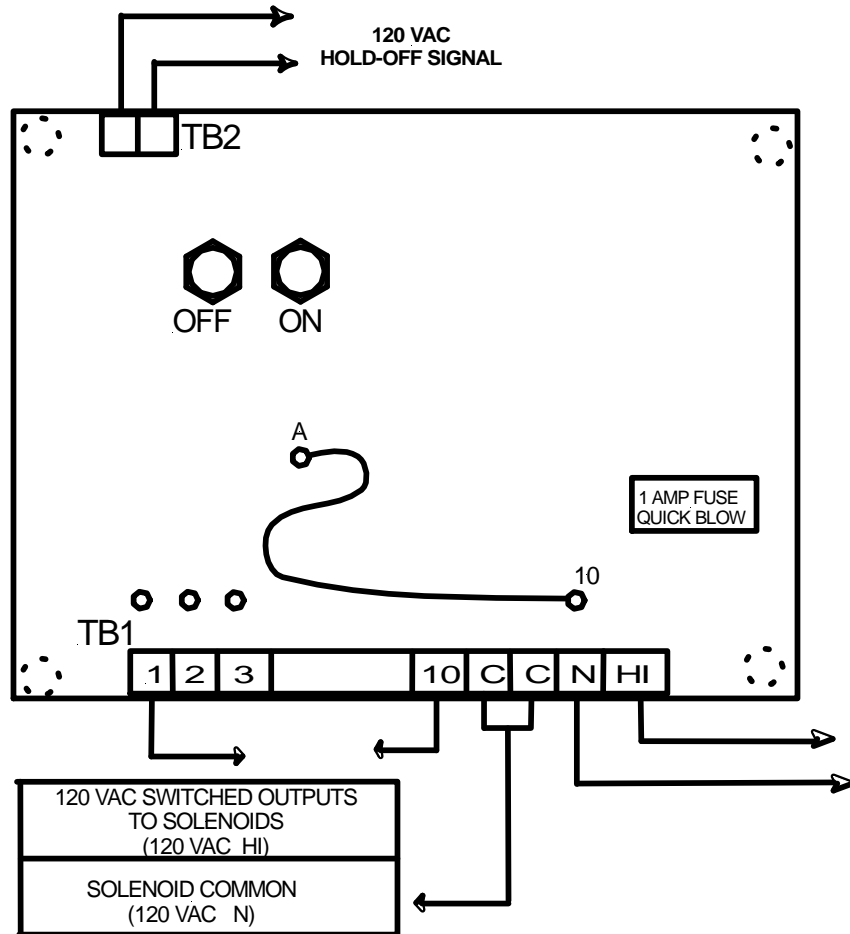 120 VAC
HOLD-OFF SIGNAL
TB2
OFF ON
A
1 AMP FUSE
QUICK BLOW
10
TB1
1 2 3 10 C C N HI
120 VAC SWITCHED OUTPUTS
TO SOLENOIDS
(120 VAC HI)
SOLENOID COMMON
(120 VAC N)